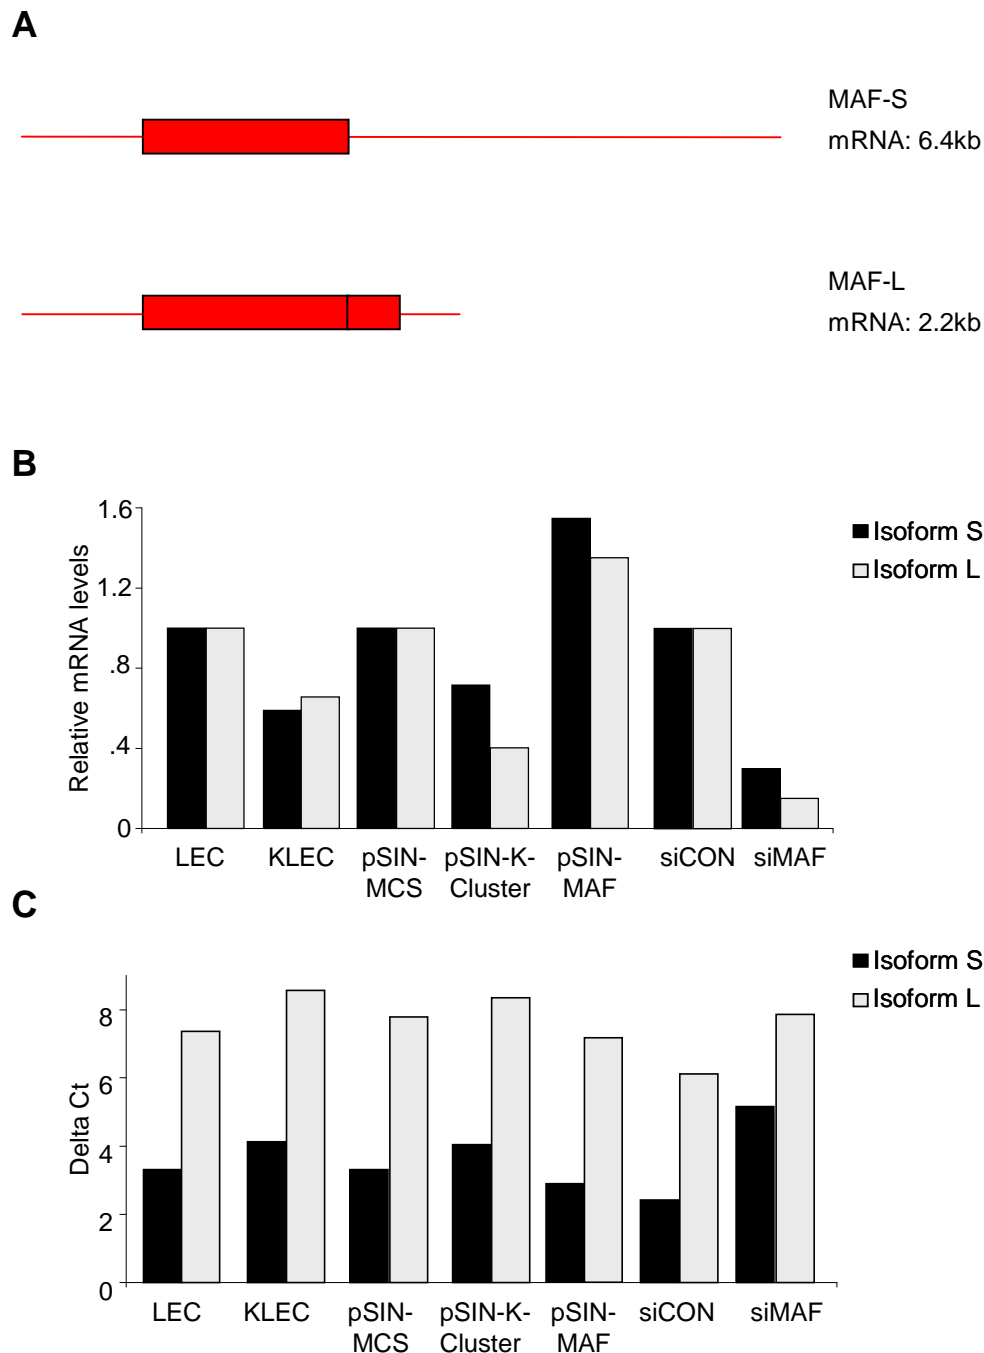 A
MAF-S
mRNA: 6.4kb
MAF-L
mRNA: 2.2kb
B
Relative mRNA levels
1.6
1.2
.8
.4
0
Isoform S
Isoform L
LEC
KLEC
pSIN-
MCS
pSIN-K-
Cluster
pSIN-
MAF
siCON
siMAF
C
Delta Ct
8
6
4
2
0
Isoform S
Isoform L
LEC
KLEC
pSIN-
MCS
pSIN-K-
Cluster
pSIN-
MAF
siCON
siMAF